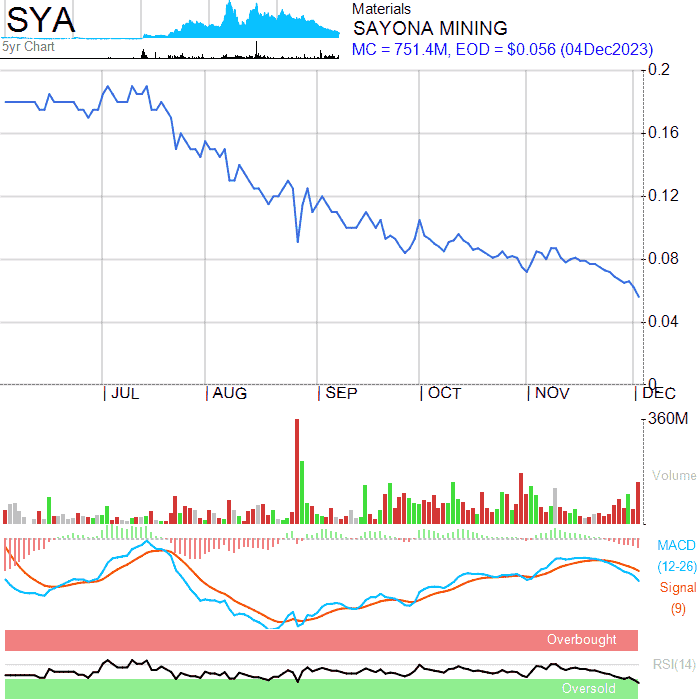 SYA
5yr Chart
Materials
SAYONA MINING
MC = 751.4M, EOD = $0.056 (04Dec2023)
0.2
0.16
0.12
0.08
0.04
0
JUL AUG SEP OCT NOV DEC
360M
Volume
MACD
(12-26)
Signal
(9)
Overbought
RSI(14)
Oversold